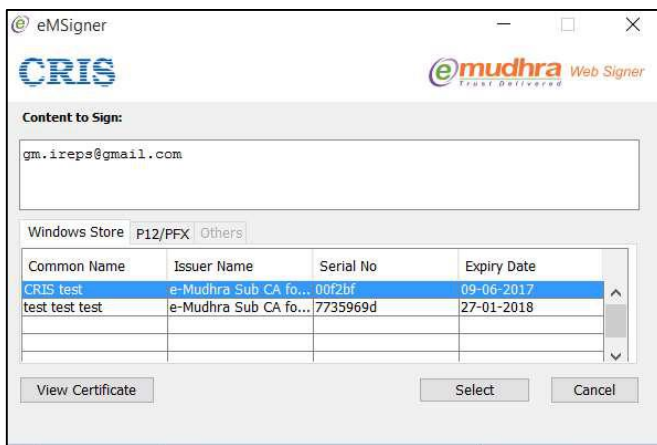 eMSigner
CRIS
emudhra Web Signer
Trust Delivered
Content to Sign:
gm.ireps@gmail.com
Windows Store P12/PFX Others
Common Name Issuer Name Serial No Expiry Date
CRIS test e-Mudhra Sub CA fo... 00f2bf 09-06-2017
test test test e-Mudhra Sub CA fo... 7735969d 27-01-2018
View Certificate Select Cancel